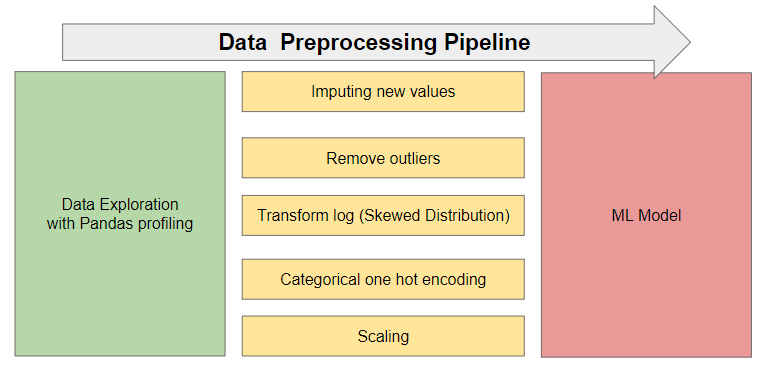 Data Preprocessing Pipeline
Data Exploration
with Pandas profiling
Imputing new values
Remove outliers
Transform log (Skewed Distribution)
Categorical one hot encoding
Scaling
ML Model